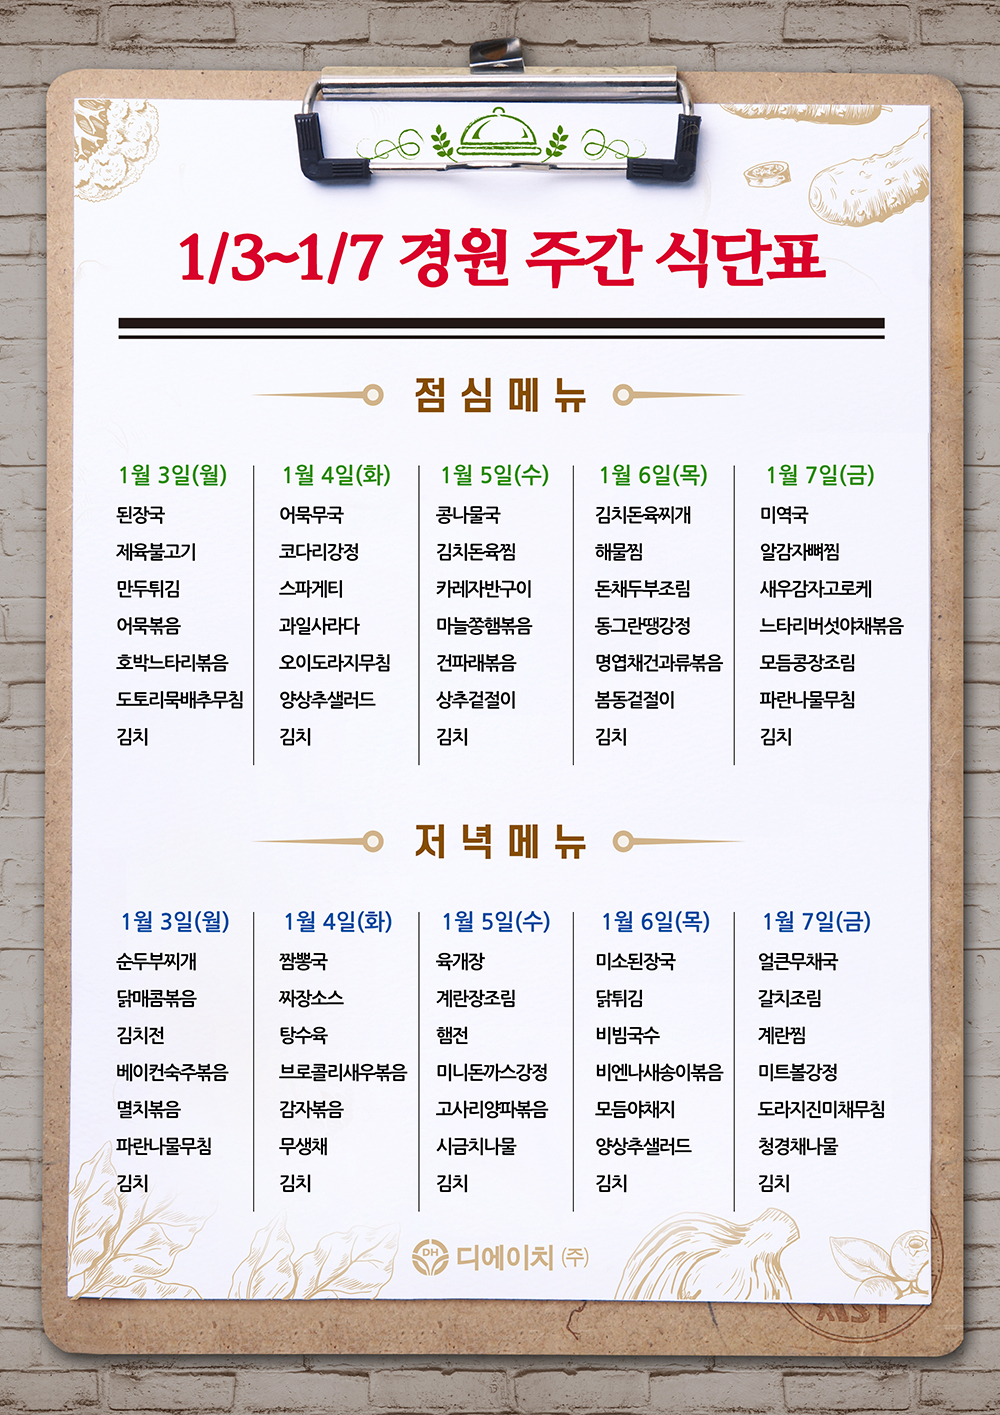 1/3~1/7 경원 주간 식단표
점심메뉴
1월 3일(월)
된장국
제육불고기
만두튀김
어묵볶음
호박느타리볶음
도토리묵배추무침
김치
1월 4일(화)
어묵무국
코다리강정
스파게티
과일사라다
오이도라지무침
양상추샐러드
김치
1월 5일(수)
콩나물국
김치돈육찜
카레자반구이
마늘쫑햄볶음
건파래볶음
상추겉절이
김치
1월 6일(목)
김치돈육찌개
해물찜
돈채두부조림
동그란땡강정
명엽채건과류볶음
봄동겉절이
김치
1월 7일(금)
미역국
알감자뼈찜
새우감자고로케
느타리버섯야채볶음
모듬콩장조림
파란나물무침
김치
저녁메뉴
1월 3일(월)
순두부찌개
닭매콤볶음
김치전
베이컨숙주볶음
멸치볶음
파란나물무침
김치
1월 4일(화)
짬뽕국
짜장소스
탕수육
브로콜리새우볶음
감자볶음
무생채
김치
1월 5일(수)
육개장
계란장조림
햄전
미니돈까스강정
고사리양파볶음
시금치나물
김치
1월 6일(목)
미소된장국
닭튀김
비빔국수
비엔나새송이볶음
모듬야채지
양상추샐러드
김치
1월 7일(금)
얼큰무채국
갈치조림
계란찜
미트볼강정
도라지진미채무침
청경채나물
김치
DH 디에이치(주)